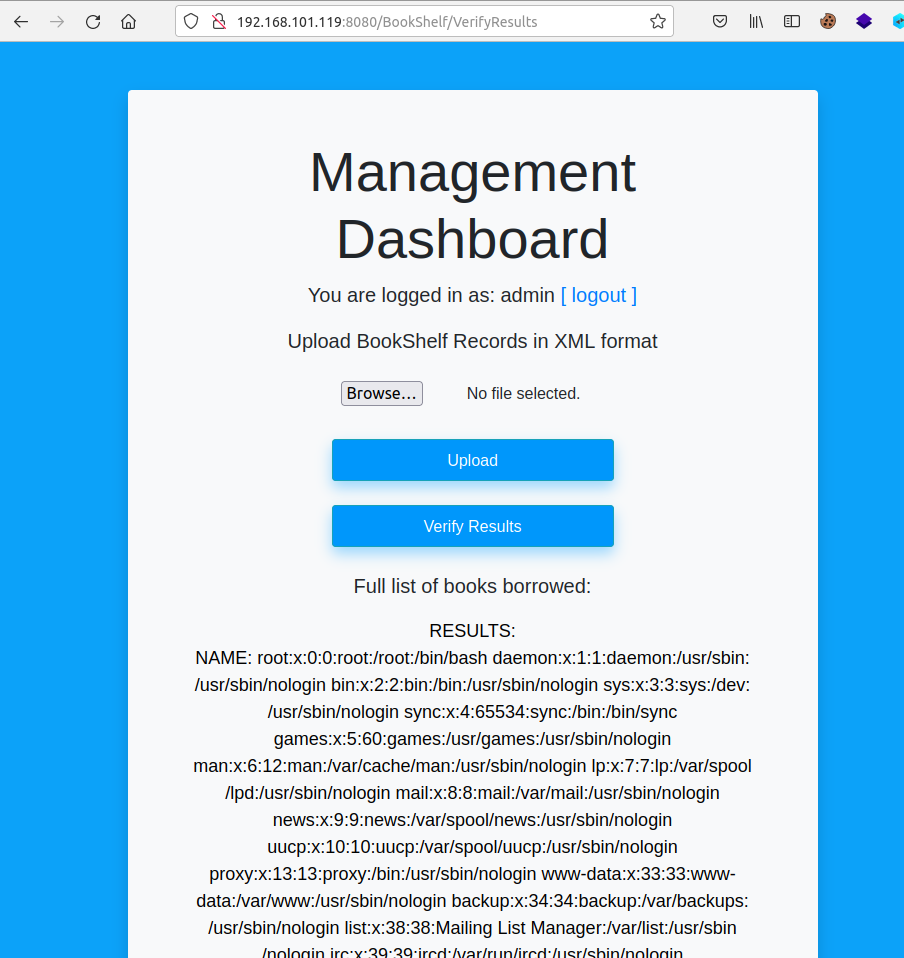 192.168.101.119:8080/BookShelf/VerifyResults
Management
Dashboard
You are logged in as: admin [ logout ]
Upload BookShelf Records in XML format
Browse... No file selected.
Upload
Verify Results
Full list of books borrowed:
RESULTS:
NAME: root:x:0:0:root:/root:/bin/bash daemon:x:1:1:daemon:/usr/sbin:
/usr/sbin/nologin bin:x:2:2:bin:/bin:/usr/sbin/nologin sys:x:3:3:sys:/dev:
/usr/sbin/nologin sync:x:4:65534:sync:/bin:/bin/sync
games:x:5:60:games:/usr/games:/usr/sbin/nologin
man:x:6:12:man:/var/cache/man:/usr/sbin/nologin lp:x:7:7:lp:/var/spool
/lpd:/usr/sbin/nologin mail:x:8:8:mail:/var/mail:/usr/sbin/nologin
news:x:9:9:news:/var/spool/news:/usr/sbin/nologin
uucp:x:10:10:uucp:/var/spool/uucp:/usr/sbin/nologin
proxy:x:13:13:proxy:/bin:/usr/sbin/nologin www-data:x:33:33:www-
data:/var/www:/usr/sbin/nologin backup:x:34:34:backup:/var/backups:
/usr/sbin/nologin list:x:38:38:Mailing List Manager:/var/list:/usr/sbin
/nologin irc:x:39:39:ircd:/var/run/ircd:/usr/sbin/nologin